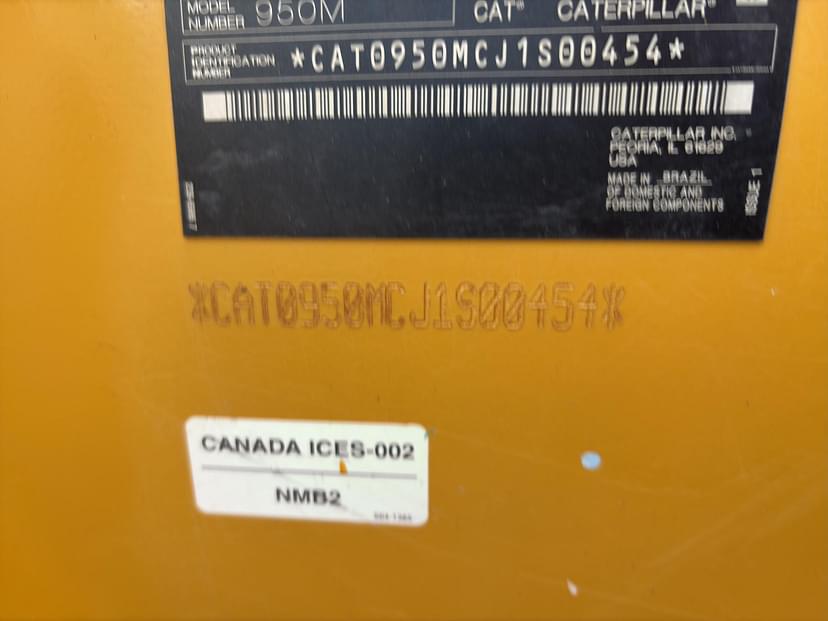 MODEL NUMBER 950M CAT® CATERPILLAR®
PRODUCT IDENTIFICATION NUMBER *CAT0950MCJ1S00454*
CATERPILLAR INC.
PEORIA, IL 61629
USA
MADE IN BRAZIL
OF DOMESTIC AND
FOREIGN COMPONENTS
ISSUE 1
*CAT0950MCJ1S00454*
CANADA ICES-002
NMB2